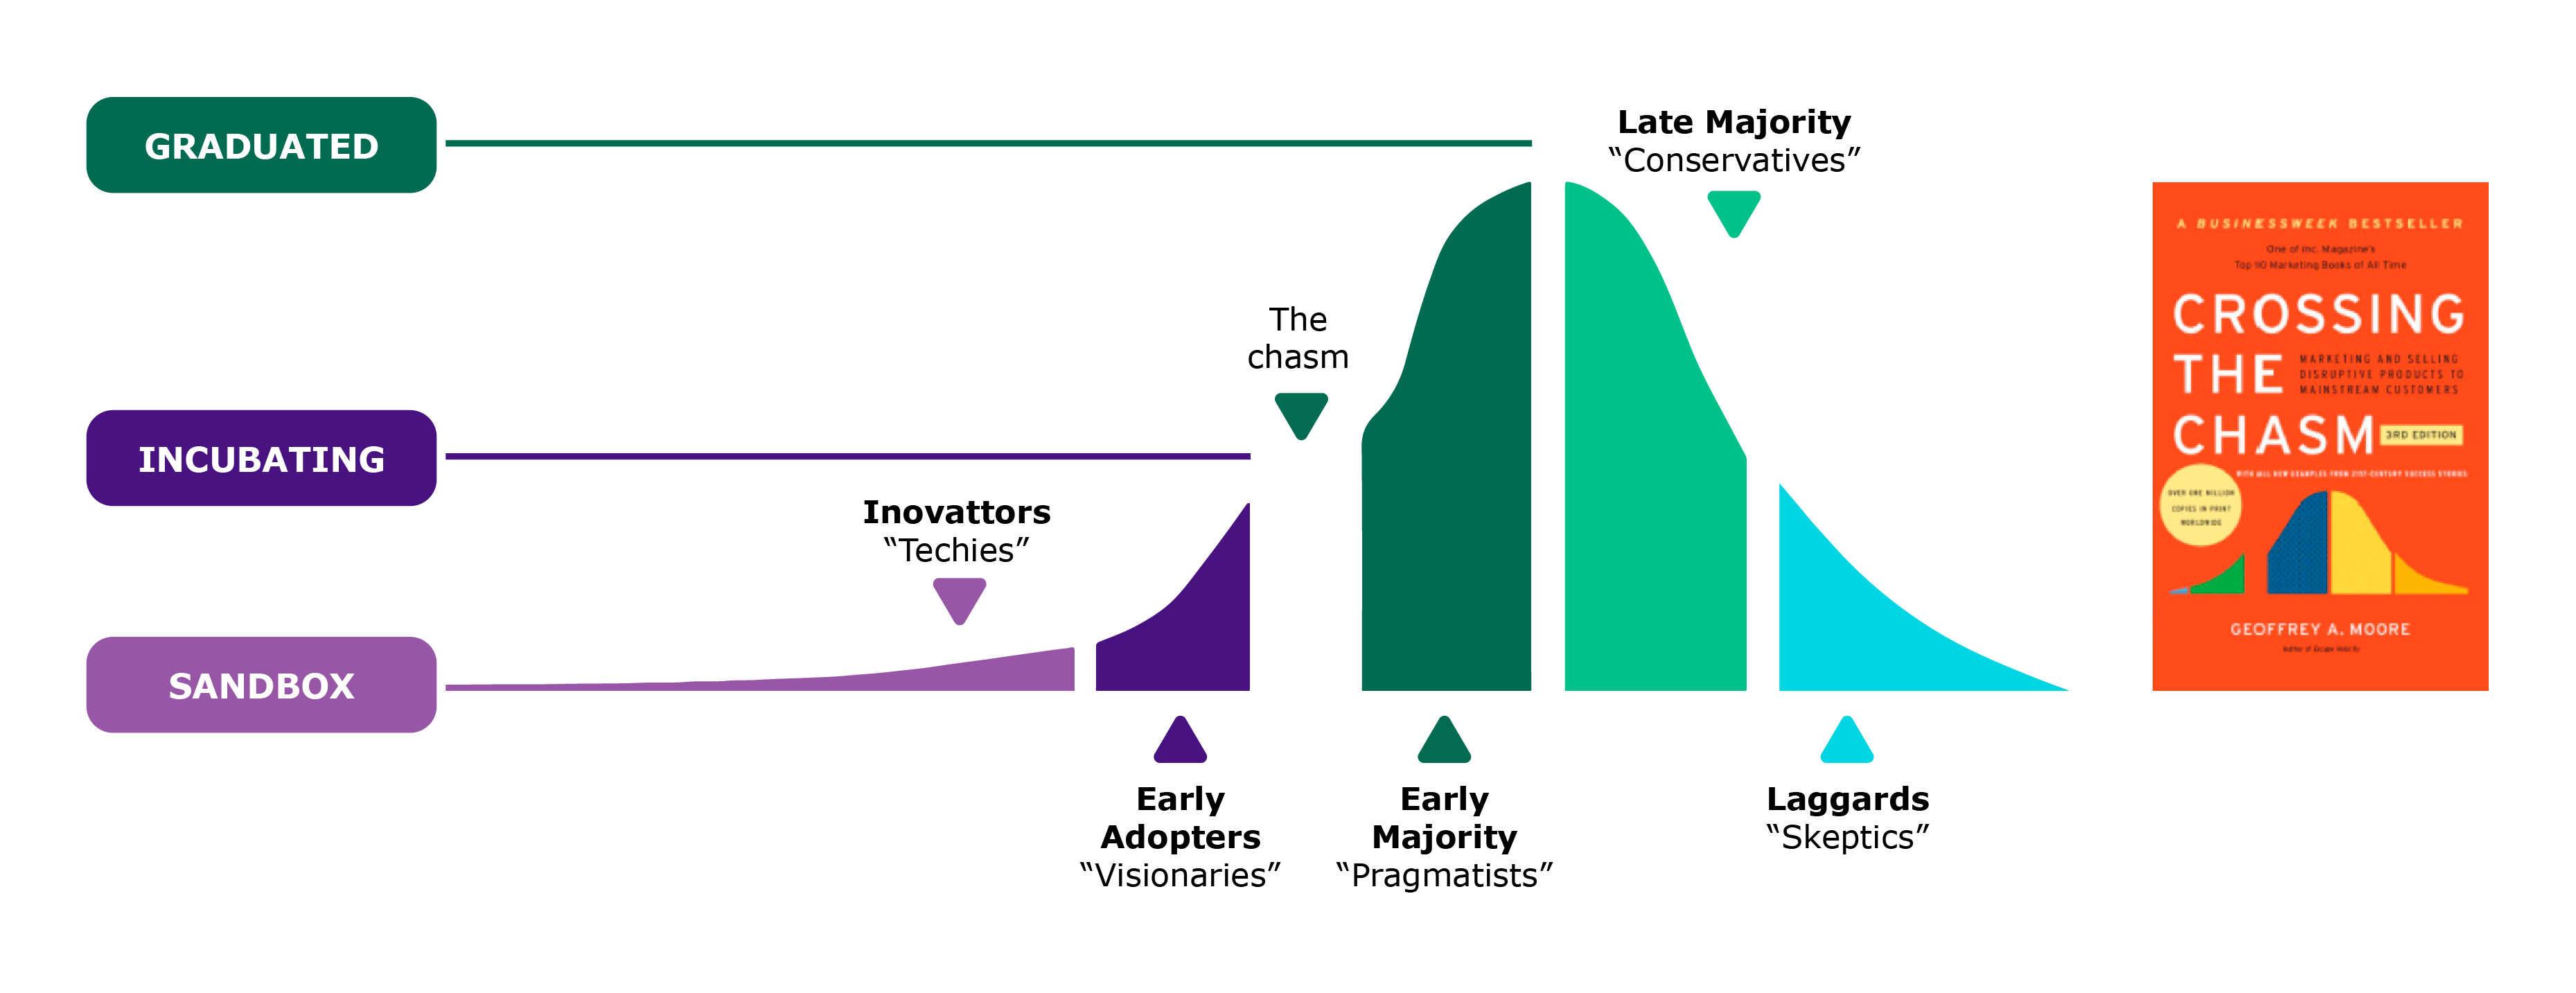 GRADUATED
Late Majority
“Conservatives”
The
chasm
INCUBATING
Inovattors
“Techies”
SANDBOX
Early
Adopters
“Visionaries”
Early
Majority
“Pragmatists”
Laggards
“Skeptics”
A BUSINESSWEEK BESTSELLER
One of Inc. Magazine's
Top 10 Marketing Books of All Time
CROSSING
THE
MARKETING AND SELLING
DISRUPTIVE PRODUCTS TO
MAINSTREAM CUSTOMERS
CHASM
3RD EDITION
WITH ALL NEW EXAMPLES FROM 21ST-CENTURY SUCCESS STORIES
OVER ONE MILLION
COPIES IN PRINT
WORLDWIDE
GEOFFREY A. MOORE
Author of Escape Velocity